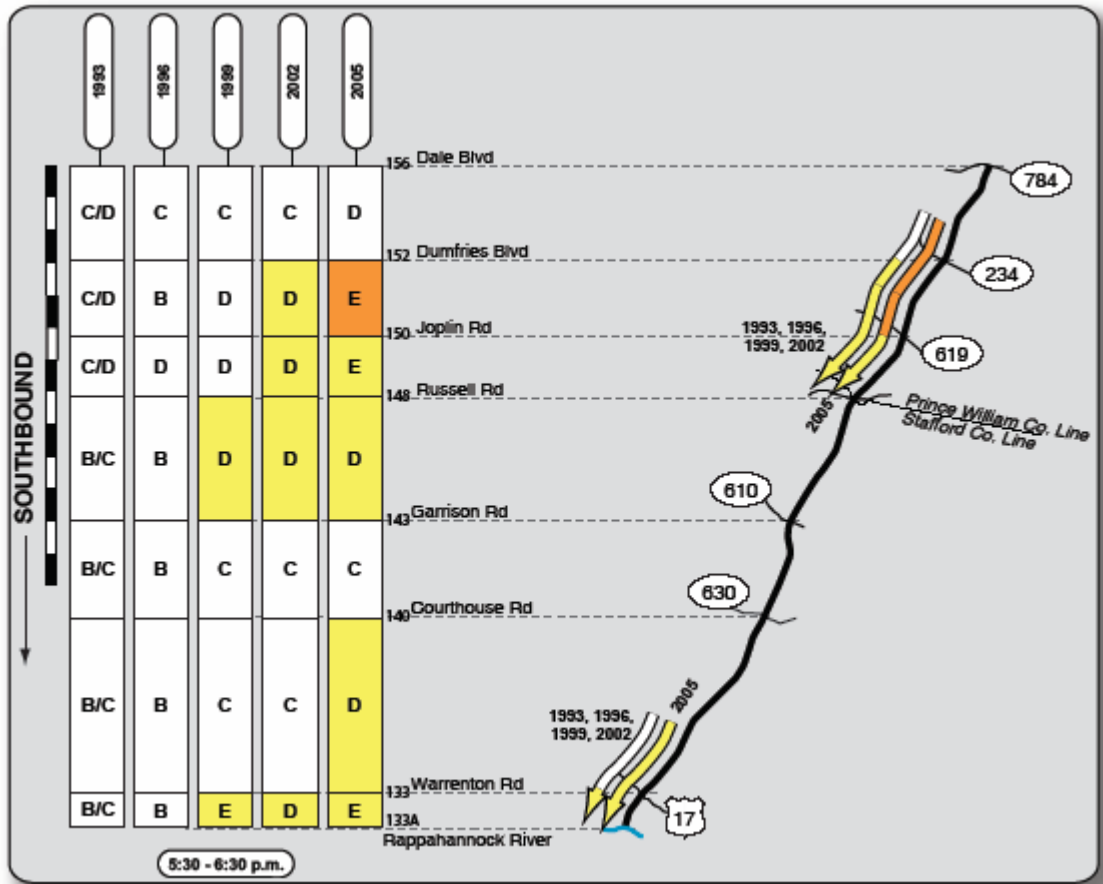 1993
1996
1999
2002
2005
156 Dale Blvd
784
C/D
C
C
C
D
152 Dumfries Blvd
234
C/D
B
D
D
E
150 Joplin Rd
1993, 1996,
1999, 2002
619
C/D
D
D
D
E
148 Russell Rd
2005
Prince William Co. Line
Stafford Co. Line
SOUTHBOUND
B/C
B
D
D
D
610
143 Garrison Rd
B/C
B
C
C
C
630
140 Courthouse Rd
B/C
B
C
C
D
2005
1993, 1996,
1999, 2002
133 Warrenton Rd
17
B/C
B
E
D
E
133A
Rappahannock River
5:30 - 6:30 p.m.